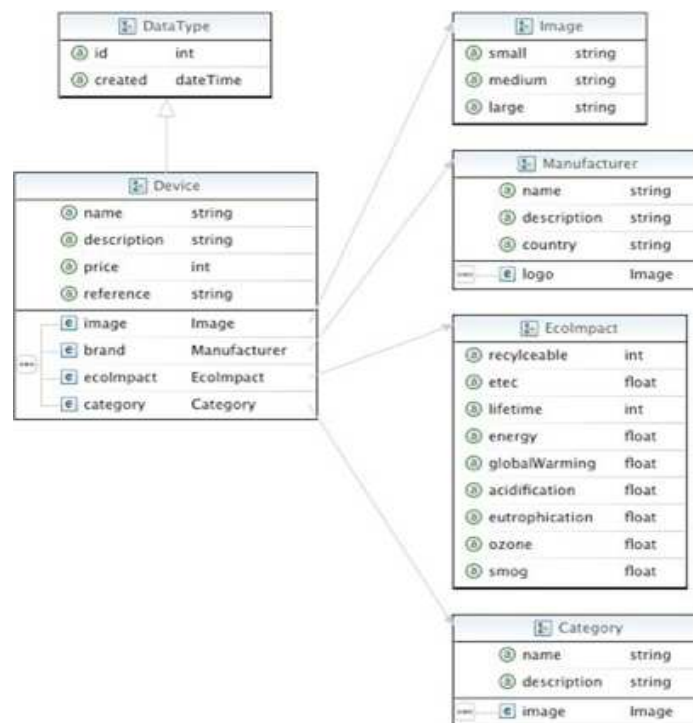 DataType
id int
created dateTime
Device
name string
description string
price int
reference string
image Image
brand Manufacturer
ecoImpact EcoImpact
category Category
Image
small string
medium string
large string
Manufacturer
name string
description string
country string
logo Image
EcoImpact
recylceable int
etec float
lifetime int
energy float
globalWarming float
acidification float
eutrophication float
ozone float
smog float
Category
name string
description string
image Image